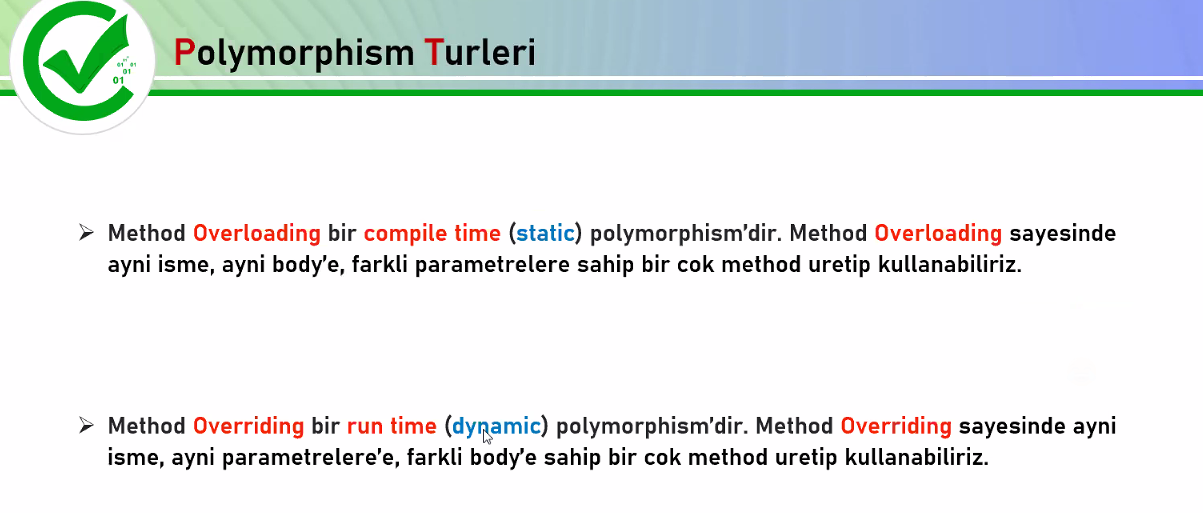 Polymorphism Turleri
01 01
01
01
Method Overloading bir compile time (static) polymorphism’dir. Method Overloading sayesinde
ayni isme, ayni body’e, farkli parametrelere sahip bir cok method uretip kullanabiliriz.
Method Overriding bir run time (dynamic) polymorphism’dir. Method Overriding sayesinde ayni
isme, ayni parametrelere’e, farkli body’e sahip bir cok method uretip kullanabiliriz.